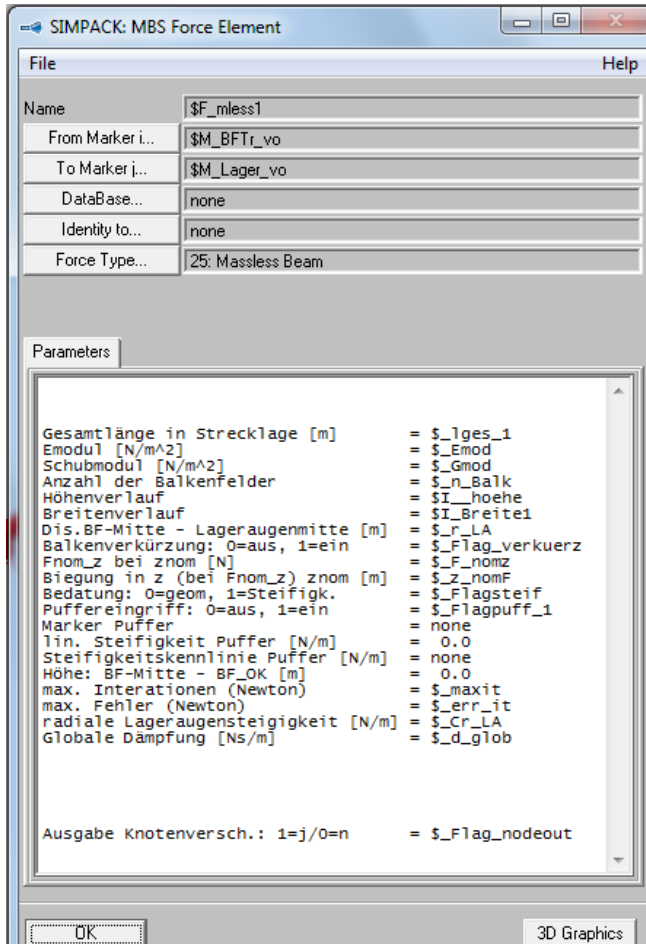 SIMPACK: MBS Force Element
File Help
Name $F_mless1
From Marker i... $M_BFTr_vo
To Marker j... $M_Lager_vo
DataBase... none
Identity to... none
Force Type... 25: Massless Beam
Parameters
Gesamtlänge in Strecklage [m] = $_lges_1
Emodul [N/m^2] = $_Emod
Schubmodul [N/m^2] = $_Gmod
Anzahl der Balkenfelder = $_n_Balk
Höhenverlauf = $I__hoehe
Breitenverlauf = $I_Breite1
Dis.BF-Mitte - Lageraugenmitte [m] = $_r_LA
Balkenverkürzung: 0=aus, 1=ein = $_Flag_verkuerz
Fnom_z bei znom [N] = $_F_nomz
Biegung in z (bei Fnom_z) znom [m] = $_z_nomF
Bedatung: 0=geom, 1=Steifigk. = $_Flagsteif
Puffereingriff: 0=aus, 1=ein = $_Flagpuff_1
Marker Puffer = none
lin. Steifigkeit Puffer [N/m] = 0.0
Steifigkeitskennlinie Puffer [N/m] = none
Höhe: BF-Mitte - BF_OK [m] = 0.0
max. Interationen (Newton) = $_maxit
max. Fehler (Newton) = $_err_it
radiale Lageraugensteigigkeit [N/m] = $_Cr_LA
Globale Dämpfung [Ns/m] = $_d_glob
Ausgabe Knotenversch.: 1=j/0=n = $_Flag_nodeout
OK 3D Graphics